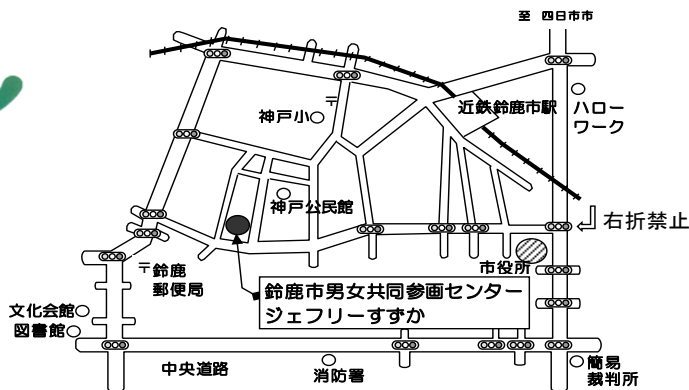 至 四日市市
〒
神戸小
近鉄鈴鹿市駅
ハロー
ワーク
神戸公民館
右折禁止
〒鈴鹿
郵便局
市役所
鈴鹿市男女共同参画センター
ジェフリーすずか
文化会館
図書館
中央道路
消防署
簡易
裁判所